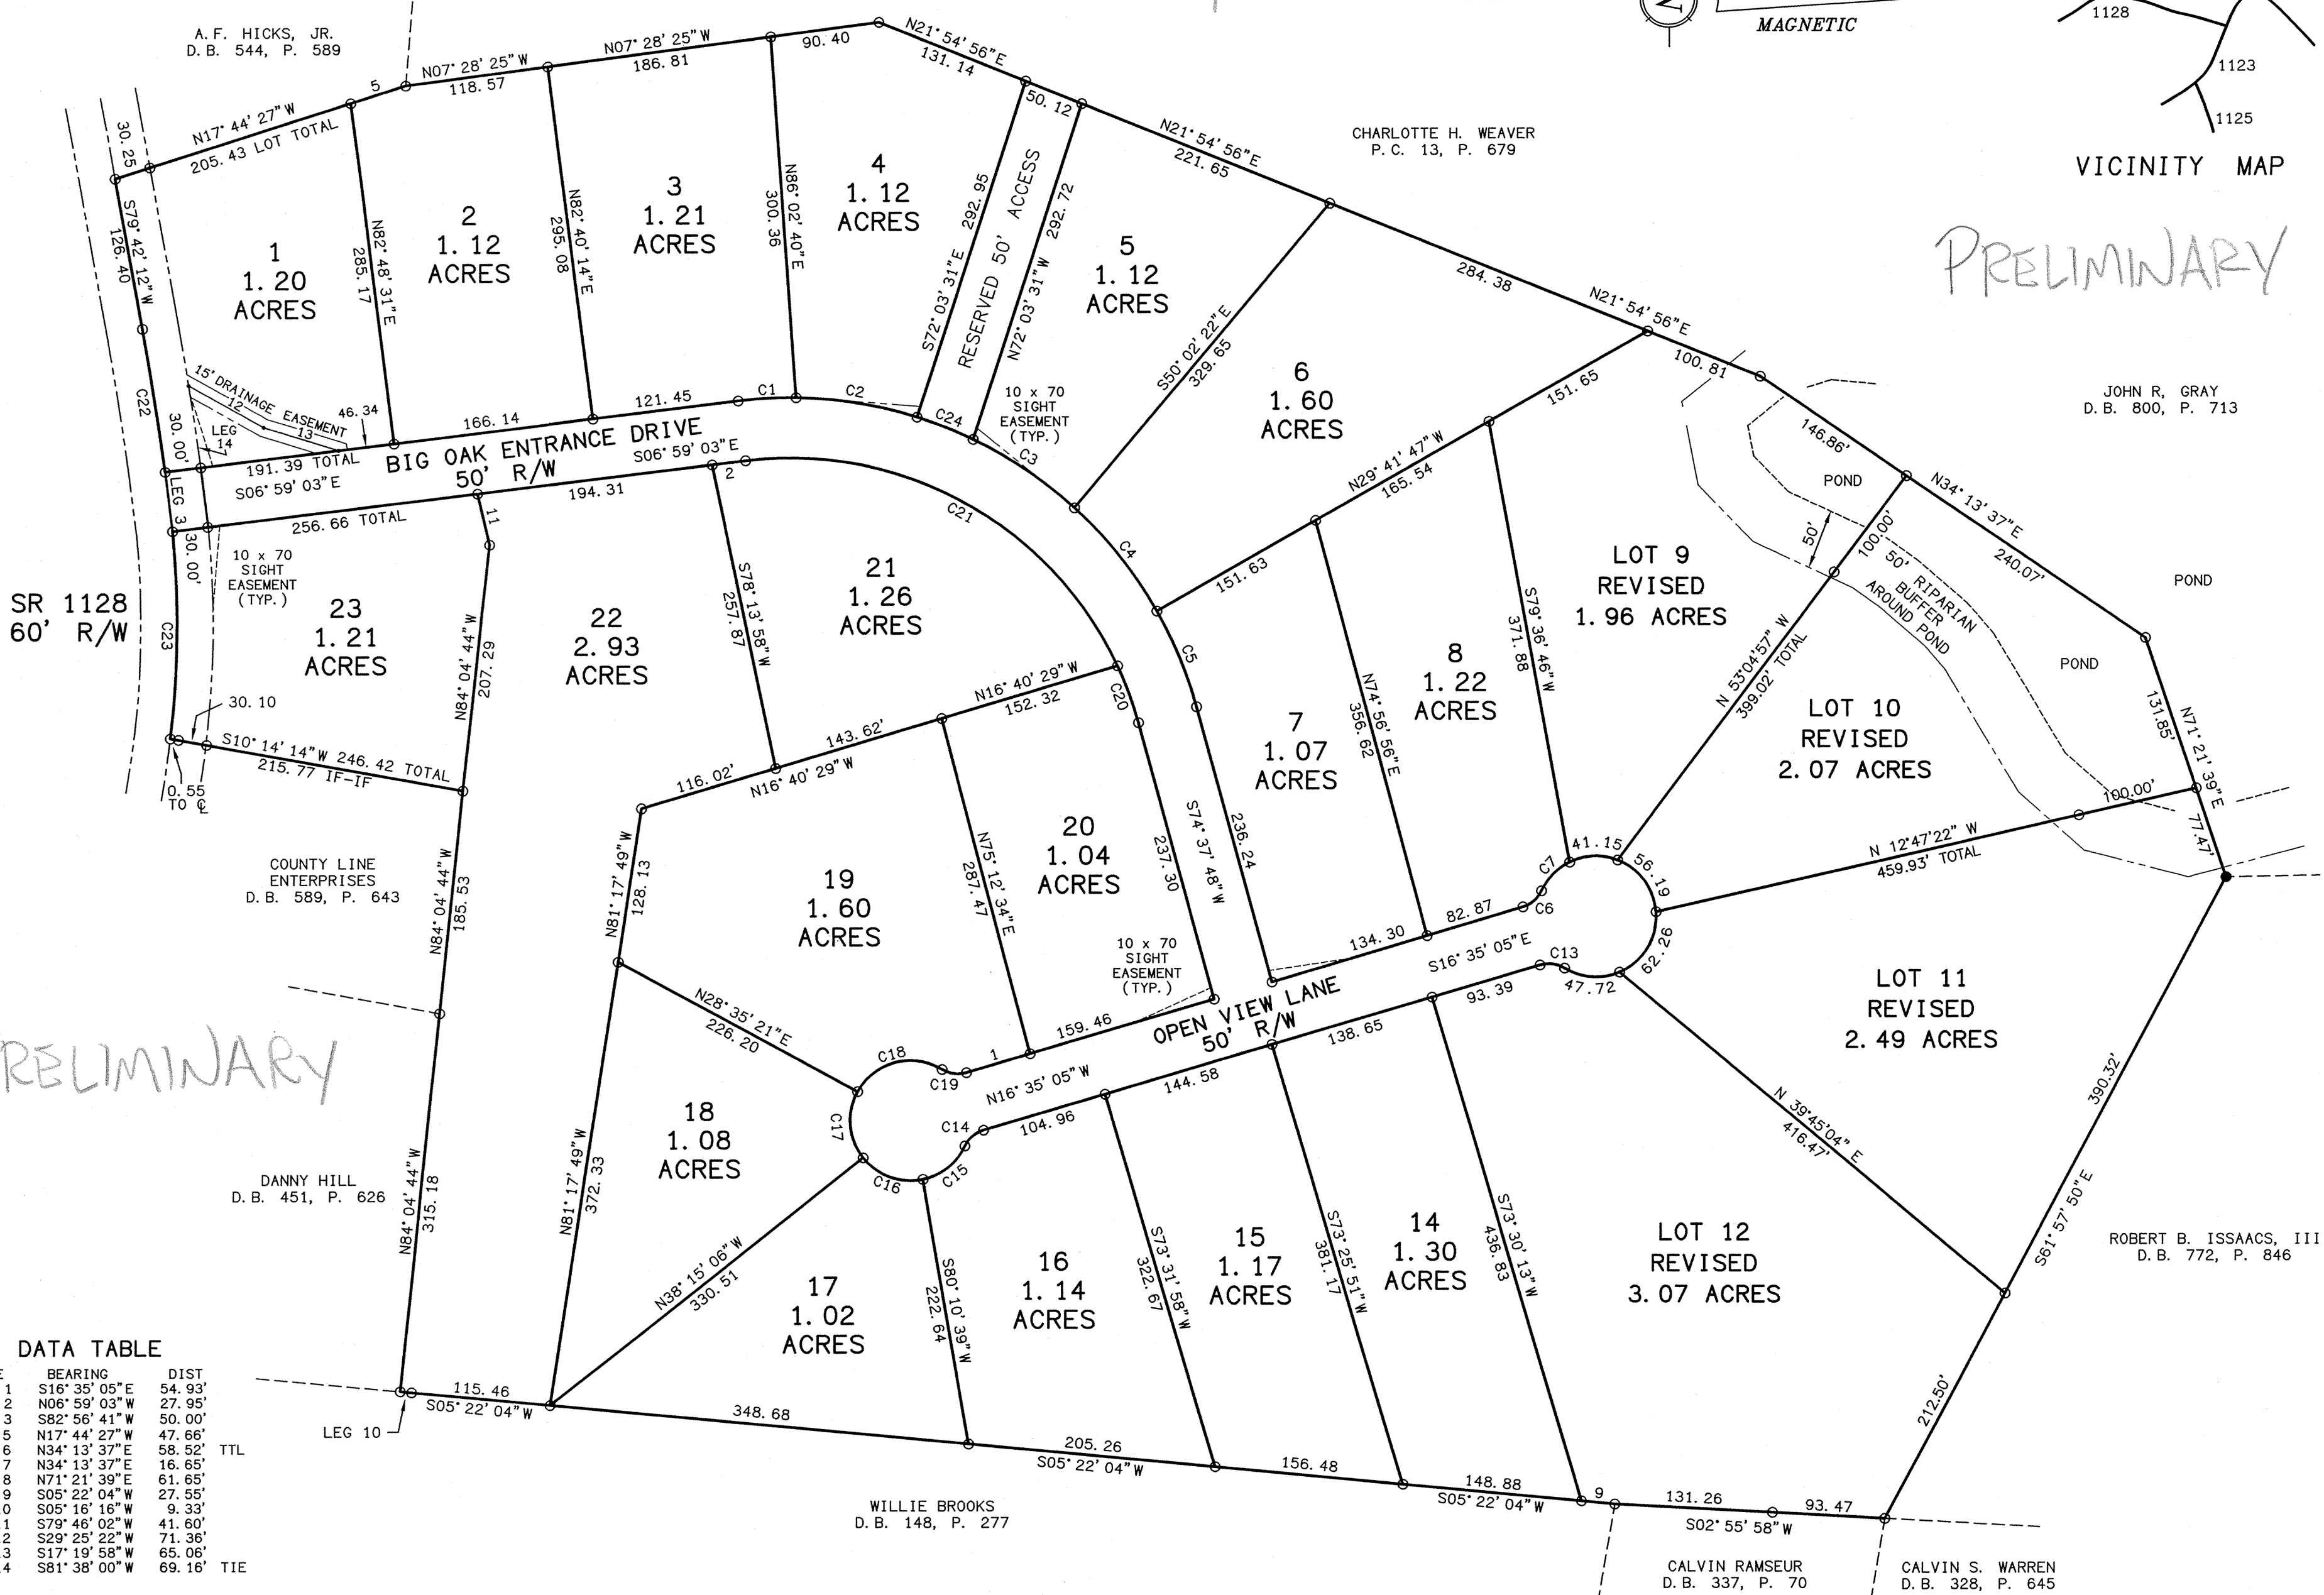 A.F. HICKS, JR.
D.B. 544, P. 589
MAGNETIC
1128
1123
1125
VICINITY MAP
PRELIMINARY
CHARLOTTE H. WEAVER
P.C. 13, P. 679
JOHN R, GRAY
D.B. 800, P. 713
30.25
N17°44'27"W
205.43 LOT TOTAL
5
N07°28'25"W
118.57
N07°28'25"W
186.81
90.40
N21°54'56"E
131.14
50.12
N21°54'56"E
221.65
284.38
N21°54'56"E
100.81
146.86'
N34°13'37"E
240.07'
POND
POND
POND
50'
100.00'
50' RIPARIAN
BUFFER
AROUND POND
131.85'
N71°21'39"E
77.47'
100.00'
S79°42'12"W
126.40
1
1.20
ACRES
N82°48'31"E
285.17
2
1.12
ACRES
N82°40'14"E
295.08
3
1.21
ACRES
N86°02'40"E
300.36
4
1.12
ACRES
S72°03'31"E 292.95
RESERVED 50' ACCESS
N72°03'31"W 292.72
5
1.12
ACRES
S50°02'22"E
329.65
6
1.60
ACRES
151.65
N29°41'47"W
165.54
151.63
10 x 70
SIGHT
EASEMENT
(TYP.)
C22
15' DRAINAGE EASEMENT
12
13
LEG
14
46.34
30.00'
191.39 TOTAL
S06°59'03"E
166.14
121.45
C1
C2
C24
C3
C4
C5
BIG OAK ENTRANCE DRIVE
50' R/W
S06°59'03"E
194.31
2
C21
LEG 3
30.00'
256.66 TOTAL
11
10 x 70
SIGHT
EASEMENT
(TYP.)
SR 1128
60' R/W
C23
23
1.21
ACRES
N84°04'44"W
207.29
22
2.93
ACRES
S78°13'58"W
257.87
21
1.26
ACRES
N16°40'29"W
152.32
C20
30.10
S10°14'14"W 246.42 TOTAL
215.77 IF-IF
0.55
TO ℄
116.02'
143.62'
N16°40'29"W
7
1.07
ACRES
N74°56'56"E
356.62
8
1.22
ACRES
S79°36'46"W
371.88
LOT 9
REVISED
1.96 ACRES
N 53°04'57" W
399.02' TOTAL
LOT 10
REVISED
2.07 ACRES
N 12°47'22" W
459.93' TOTAL
COUNTY LINE
ENTERPRISES
D.B. 589, P. 643
N84°04'44"W
185.53
N81°17'49"W
128.13
19
1.60
ACRES
N75°12'34"E
287.47
20
1.04
ACRES
237.30
S74°37'48"W
236.24
10 x 70
SIGHT
EASEMENT
(TYP.)
134.30
82.87
C6
C7
41.15
56.19
62.26
S16°35'05"E
C13
47.72
93.39
138.65
OPEN VIEW LANE
50' R/W
159.46
1
N16°35'05"W
144.58
104.96
C14
C15
C16
C17
C18
C19
N28°35'21"E
226.20
LOT 11
REVISED
2.49 ACRES
N 39°45'04" E
416.47'
390.32'
S61°57'50"E
212.50'
RELIMINARY
DANNY HILL
D.B. 451, P. 626
N84°04'44"W
315.18
N81°17'49"W
372.33
18
1.08
ACRES
N38°15'06"W
330.51
17
1.02
ACRES
S80°10'39"W
222.64
16
1.14
ACRES
S73°31'58"W
322.67
15
1.17
ACRES
S73°25'51"W
381.17
14
1.30
ACRES
S73°30'13"W
436.83
LOT 12
REVISED
3.07 ACRES
ROBERT B. ISSAACS, III
D.B. 772, P. 846
LEG 10
115.46
S05°22'04"W
348.68
205.26
S05°22'04"W
156.48
148.88
S05°22'04"W
9
131.26
93.47
S02°55'58"W
WILLIE BROOKS
D.B. 148, P. 277
CALVIN RAMSEUR
D.B. 337, P. 70
CALVIN S. WARREN
D.B. 328, P. 645
DATA TABLE
E BEARING DIST
1 S16°35'05"E 54.93'
2 N06°59'03"W 27.95'
3 S82°56'41"W 50.00'
5 N17°44'27"W 47.66'
6 N34°13'37"E 58.52' TTL
7 N34°13'37"E 16.65'
8 N71°21'39"E 61.65'
9 S05°22'04"W 27.55'
0 S05°16'16"W 9.33'
1 S79°46'02"W 41.60'
2 S29°25'22"W 71.36'
3 S17°19'58"W 65.06'
4 S81°38'00"W 69.16' TIE